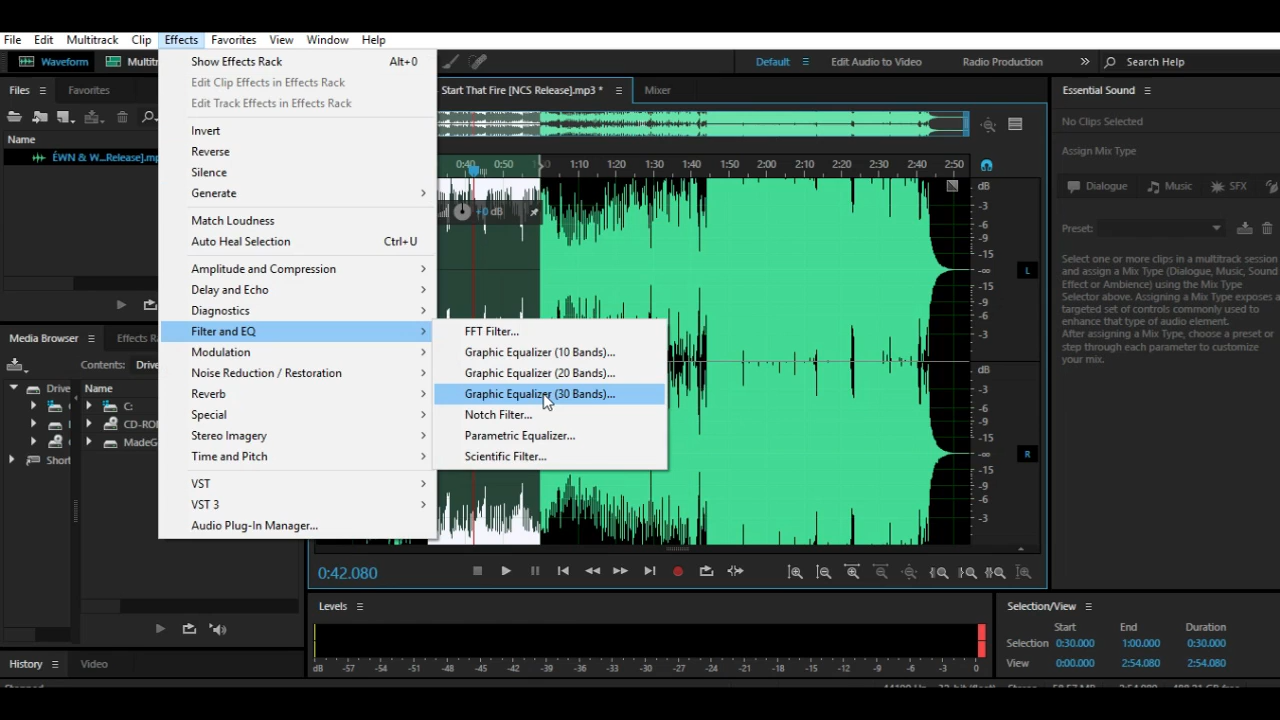 File Edit Multitrack Clip Effects Favorites View Window Help
Waveform Default Edit Audio to Video Radio Production Search Help
Files Favorites
Name
Start That Fire [NCS Release].mp3 * Mixer
Show Effects Rack Alt+0
Edit Clip Effects in Effects Rack
Edit Track Effects in Effects Rack
Invert
Reverse
Silence
Generate
Match Loudness
Auto Heal Selection Ctrl+U
Amplitude and Compression
Delay and Echo
Diagnostics
Filter and EQ
Modulation
Noise Reduction / Restoration
Reverb
Special
Stereo Imagery
Time and Pitch
VST
VST 3
Audio Plug-In Manager...
FFT Filter...
Graphic Equalizer (10 Bands)...
Graphic Equalizer (20 Bands)...
Graphic Equalizer (30 Bands)...
Notch Filter...
Parametric Equalizer...
Scientific Filter...
0:40 0:50 1:00 1:10 1:20 1:30 1:40 1:50 2:00 2:10 2:20 2:30 2:40 2:50
+0 dB
dB
-3
-6
-9
-15
-∞
-15
-9
-6
-3
dB
-3
-6
-9
-15
-∞
-15
-9
-6
-3
L
R
Media Browser
Contents:
Name
C:
Essential Sound
No Clips Selected
Assign Mix Type
Dialogue Music SFX
Preset:
Select one or more clips in a multitrack session
and assign a Mix Type (Dialogue, Music, Sound
Effect or Ambience) using the Mix Type
Selector above. Assigning a Mix Type exposes a
targeted set of controls commonly used to
enhance that type of audio element.
After assigning a Mix Type, choose a preset or
step through each parameter to customize
your mix.
0:42.080
Levels
dB -57 -54 -51 -48 -45 -42 -39 -36 -33 -30 -27 -24 -21 -18 -15 -12 -9 -6 -3 0
Selection/View
Start End Duration
Selection 0:30.000 1:00.000 0:30.000
View 0:00.000 2:54.080 2:54.080
History Video